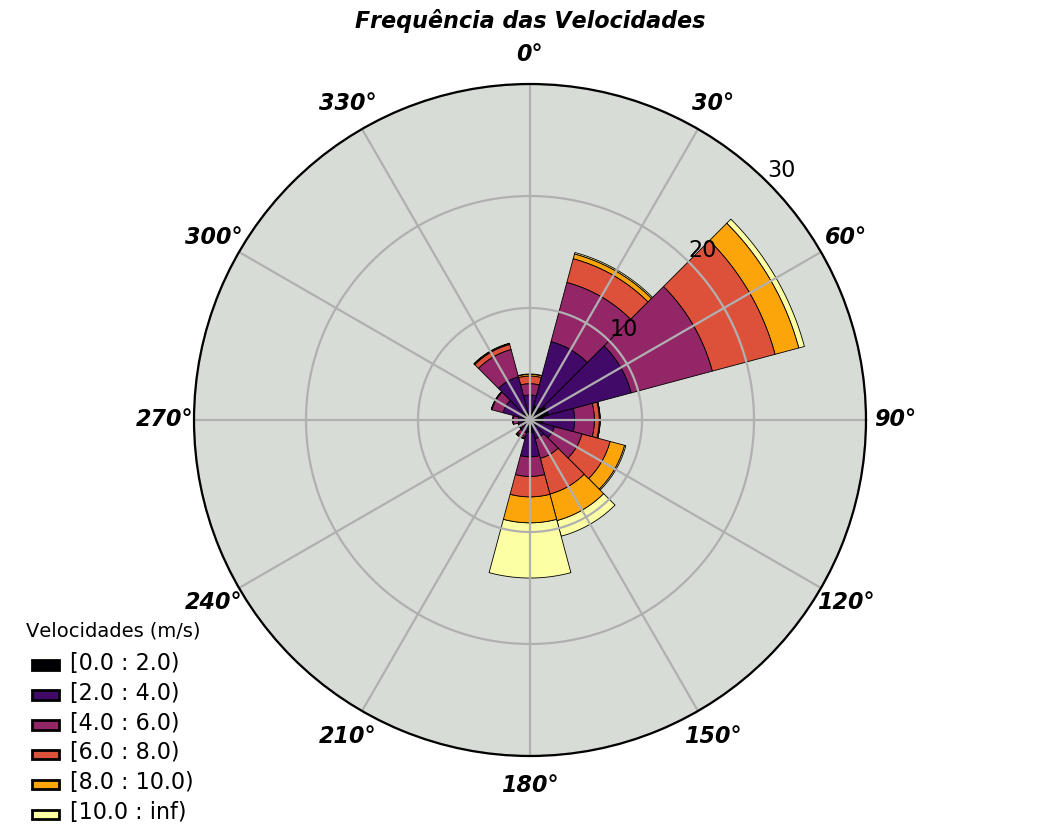 Frequência das Velocidades
0°
30°
60°
90°
120°
150°
180°
210°
240°
270°
300°
330°
10
20
30
Velocidades (m/s)
[0.0 : 2.0)
[2.0 : 4.0)
[4.0 : 6.0)
[6.0 : 8.0)
[8.0 : 10.0)
[10.0 : inf)